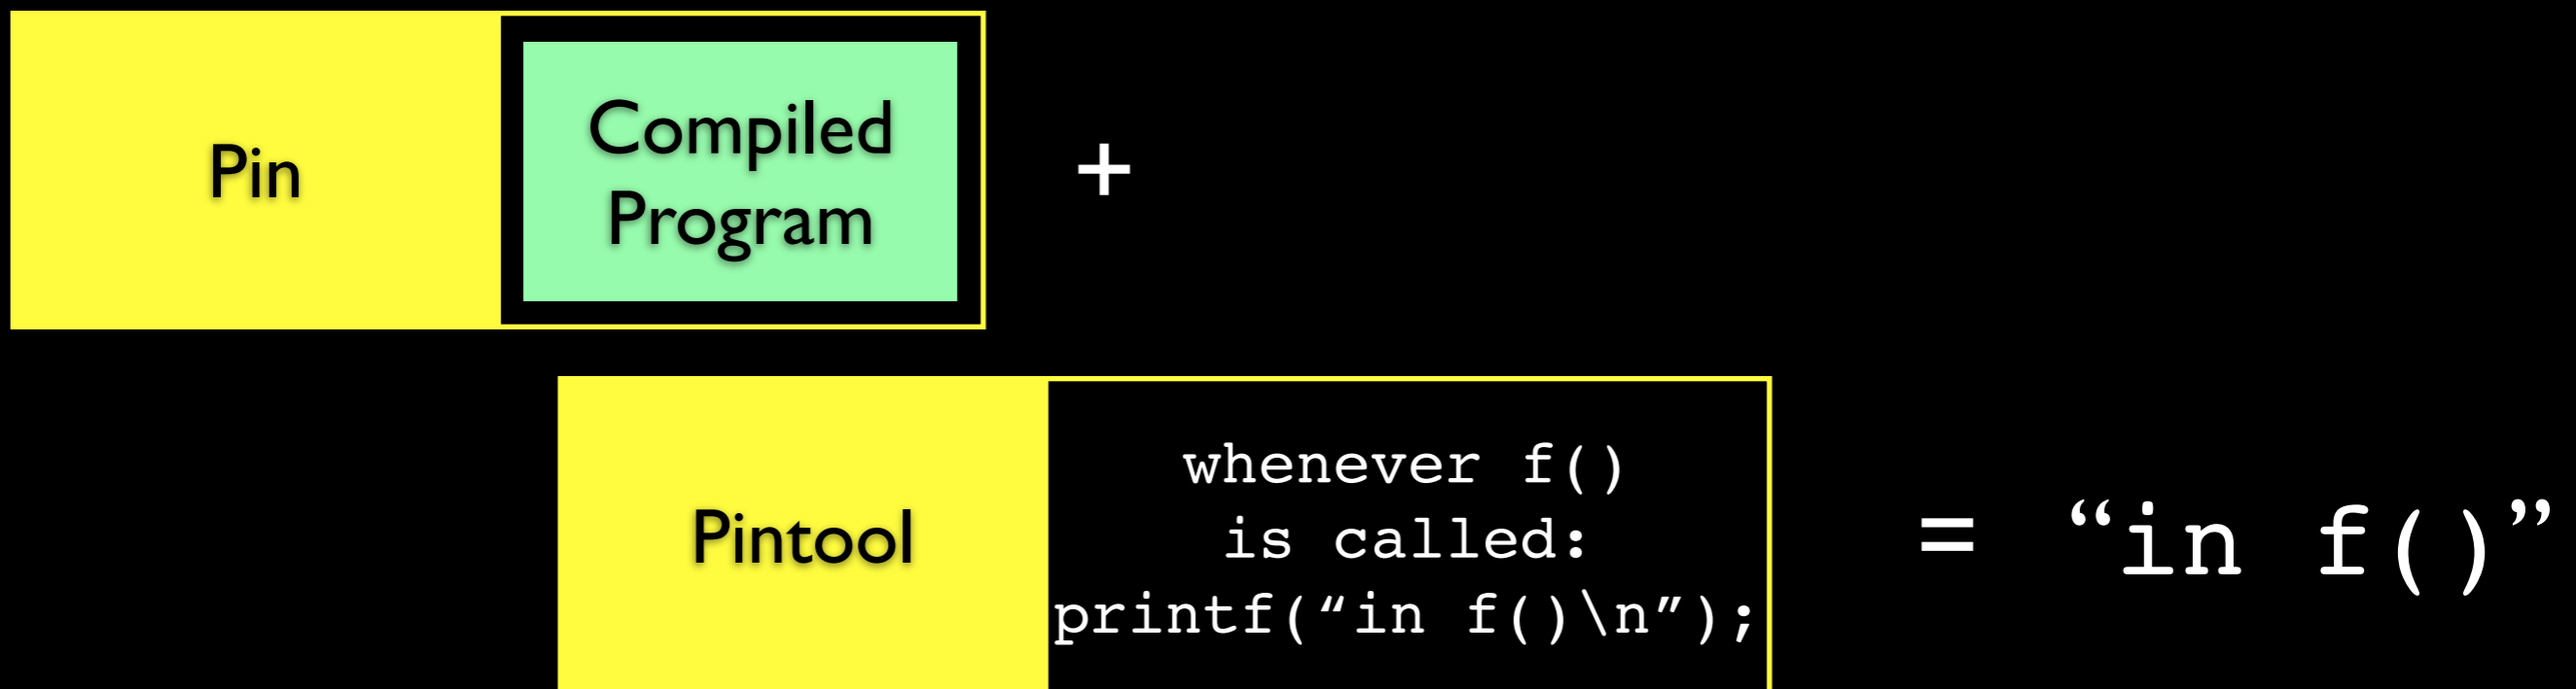 Pin
Compiled
Program
+
Pintool
whenever f()
is called:
printf(“in f()\n”);
= “in f()”